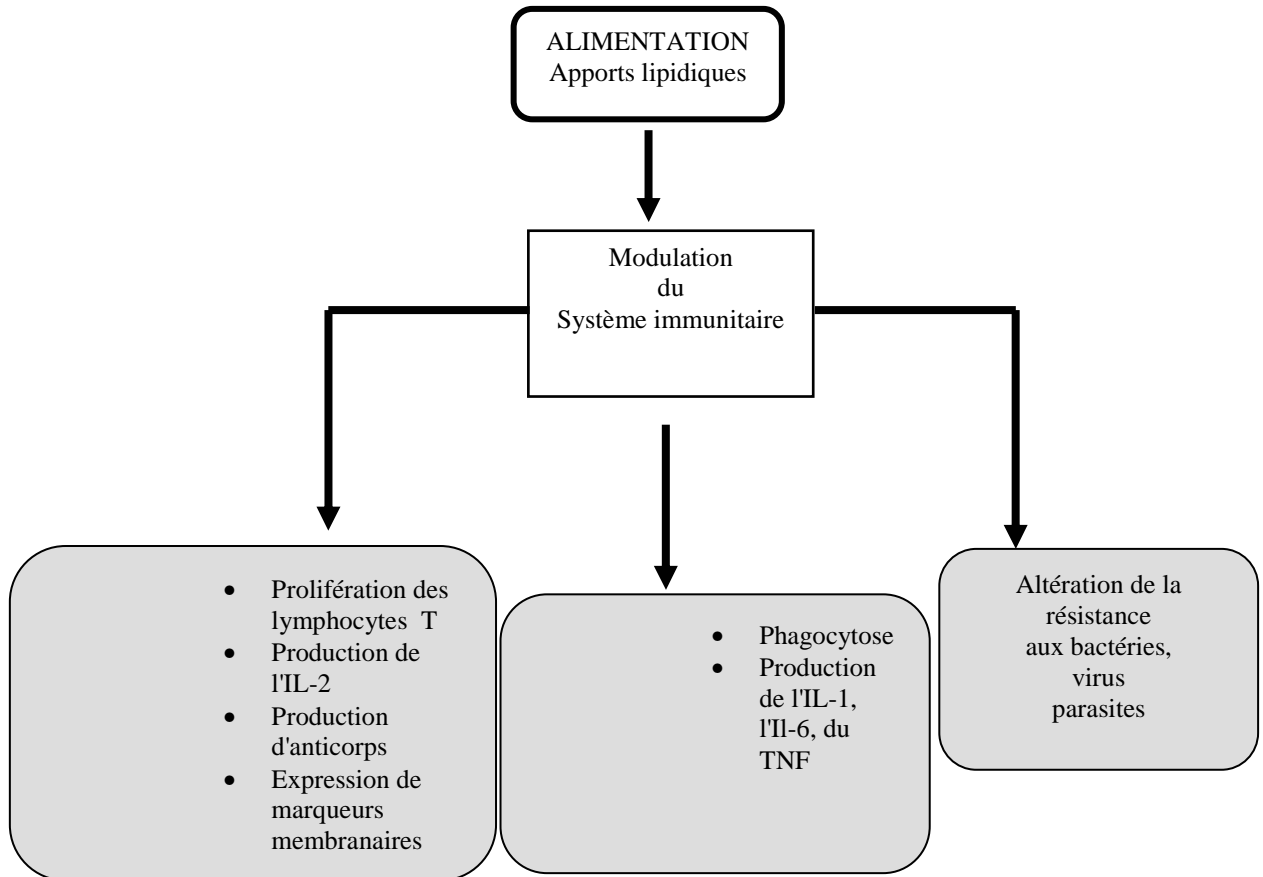 ALIMENTATION
Apports lipidiques
Modulation
du
Système immunitaire
• Prolifération des
lymphocytes T
• Production de
l'IL-2
• Production
d'anticorps
• Expression de
marqueurs
membranaires
• Phagocytose
• Production
de l'IL-1,
l'Il-6, du
TNF
Altération de la
résistance
aux bactéries,
virus
parasites